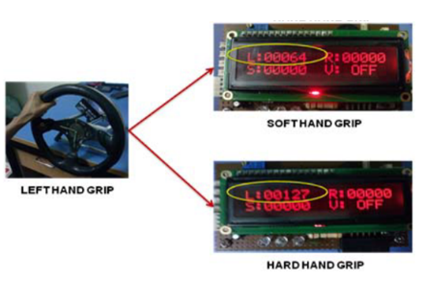 L:00064 R:00000
S:00000 V: OFF
SOFT HAND GRIP
LEFT HAND GRIP
L:00127 R:00000
S:00000 V: OFF
HARD HAND GRIP